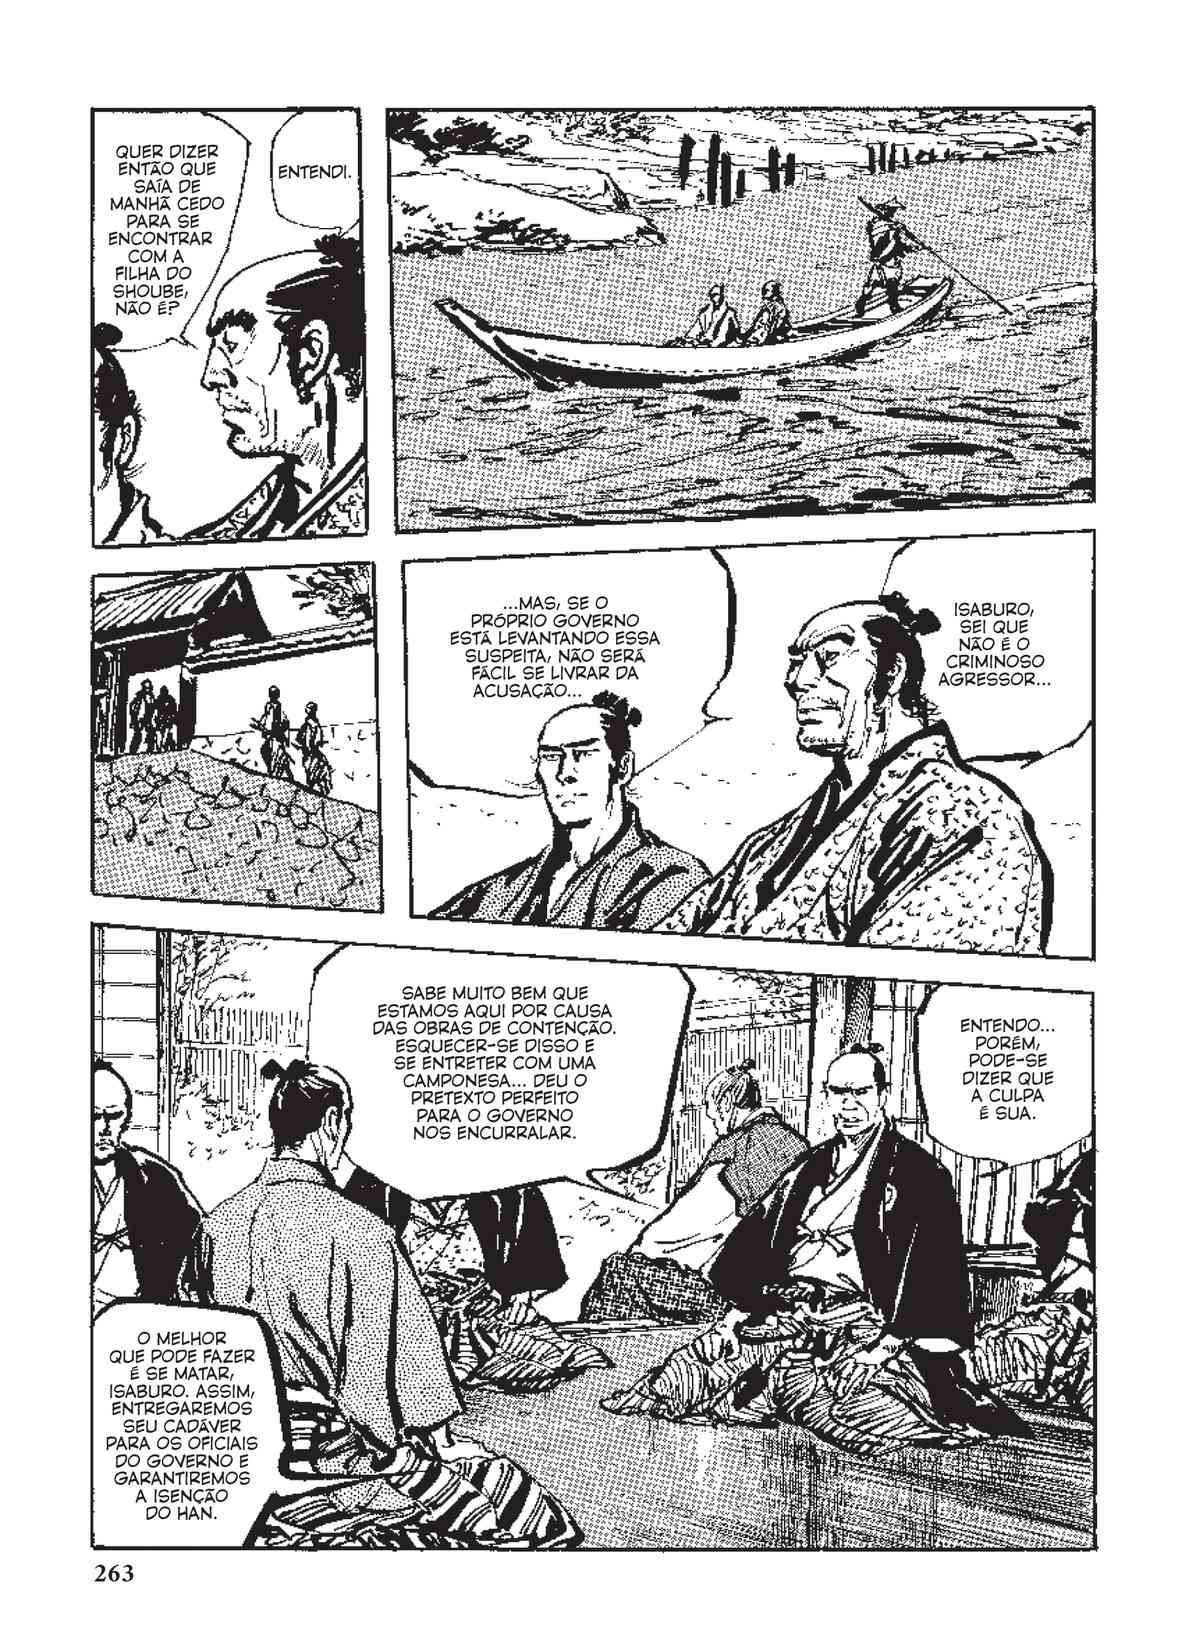 ENTENDI.
QUER DIZER
ENTÃO QUE
SAÍA DE
MANHÃ CEDO
PARA SE
ENCONTRAR
COM A
FILHA DO
SHOUBE,
NÃO É?
ISABURO,
SEI QUE
NÃO É O
CRIMINOSO
AGRESSOR...
...MAS, SE O
PRÓPRIO GOVERNO
ESTÁ LEVANTANDO ESSA
SUSPEITA, NÃO SERÁ
FÁCIL SE LIVRAR DA
ACUSAÇÃO...
ENTENDO...
PORÉM,
PODE-SE
DIZER QUE
A CULPA
É SUA.
SABE MUITO BEM QUE
ESTAMOS AQUI POR CAUSA
DAS OBRAS DE CONTENÇÃO.
ESQUECER-SE DISSO E
SE ENTRETER COM UMA
CAMPONESA... DEU O
PRETEXTO PERFEITO
PARA O GOVERNO
NOS ENCURRALAR.
O MELHOR
QUE PODE FAZER
É SE MATAR,
ISABURO. ASSIM,
ENTREGAREMOS
SEU CADÁVER
PARA OS OFICIAIS
DO GOVERNO E
GARANTIREMOS
A ISENÇÃO
DO HAN.
263